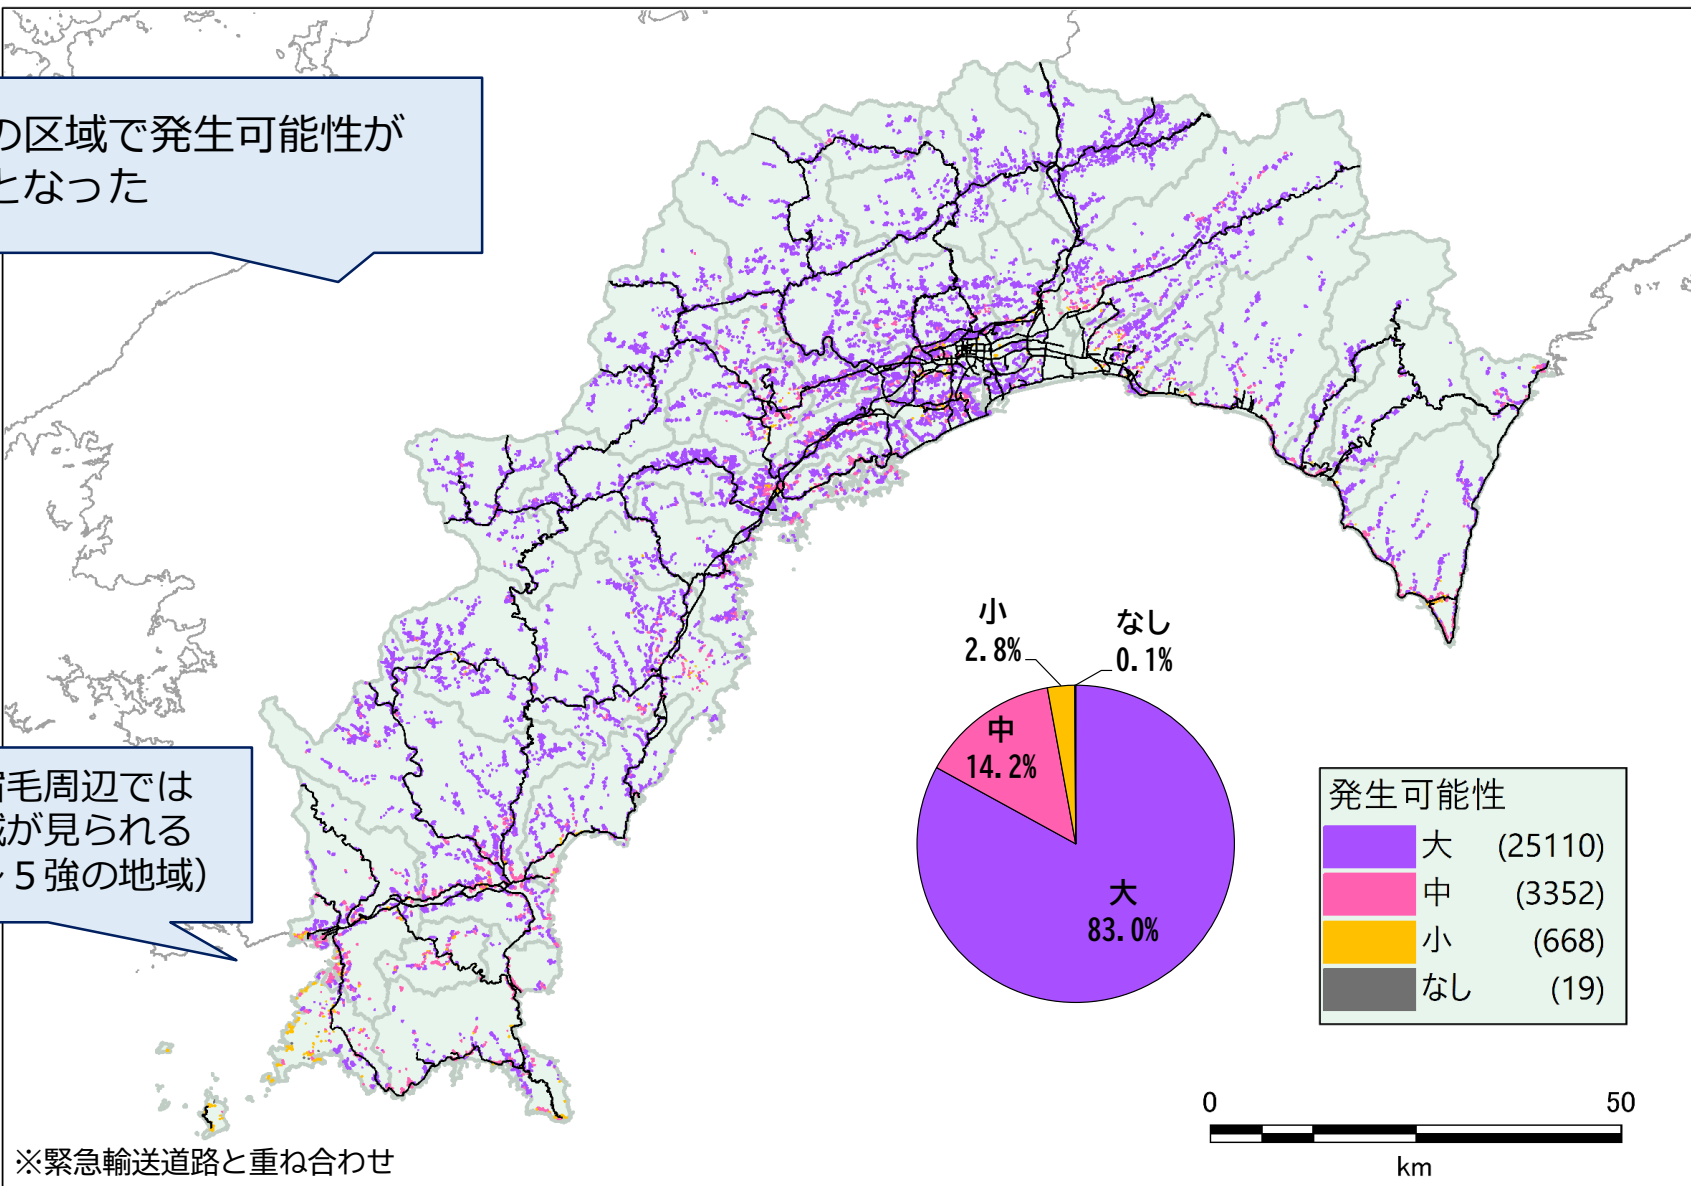 の区域で発生可能性が
となった
毛周辺では
が見られる
５強の地域）
小
2.8%
なし
0.1%
中
14.2%
大
83.0%
発生可能性
大 (25110)
中 (3352)
小 (668)
なし (19)
0 50
km
※緊急輸送道路と重ね合わせ